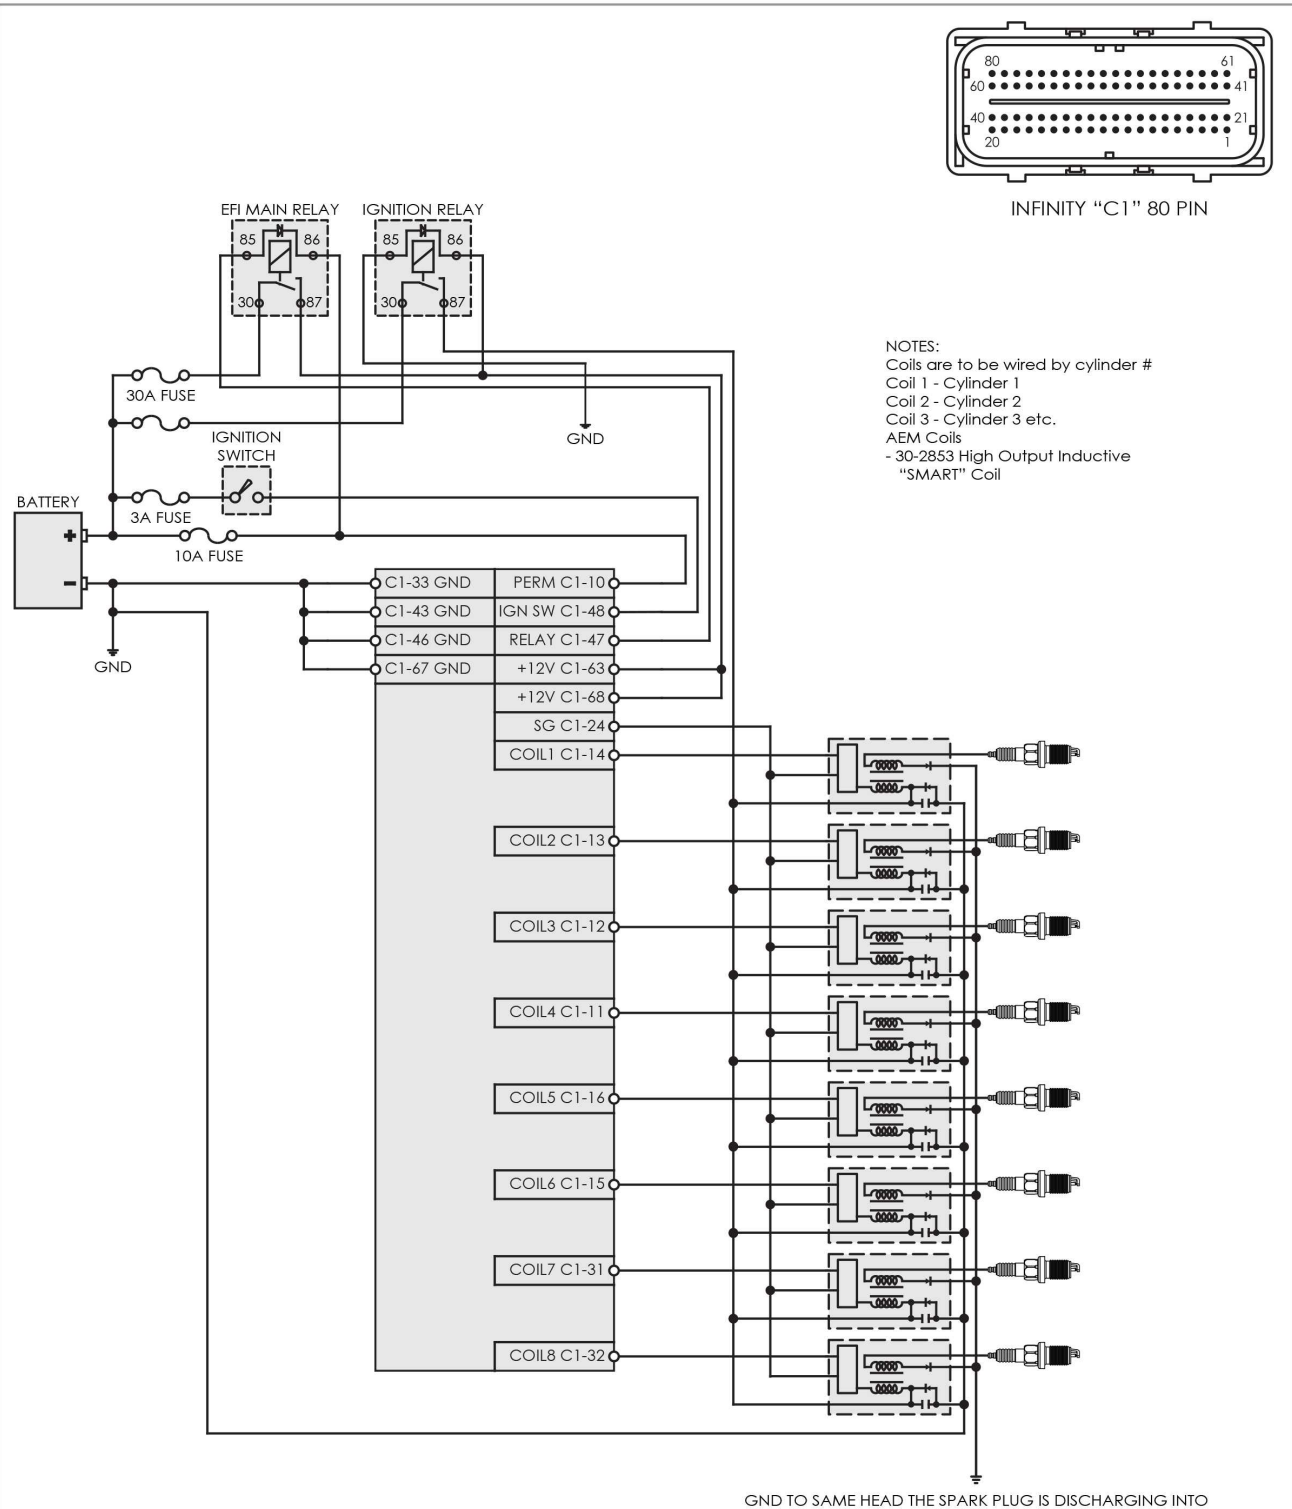 80 61
60 41
40 21
20 1
INFINITY “C1” 80 PIN
EFI MAIN RELAY
85 86
30 87
IGNITION RELAY
85 86
30 87
NOTES:
Coils are to be wired by cylinder #
Coil 1 - Cylinder 1
Coil 2 - Cylinder 2
Coil 3 - Cylinder 3 etc.
AEM Coils
- 30-2853 High Output Inductive
“SMART” Coil
30A FUSE
GND
IGNITION
SWITCH
3A FUSE
BATTERY
+
-
10A FUSE
GND
C1-33 GND
C1-43 GND
C1-46 GND
C1-67 GND
PERM C1-10
IGN SW C1-48
RELAY C1-47
+12V C1-63
+12V C1-68
SG C1-24
COIL1 C1-14
COIL2 C1-13
COIL3 C1-12
COIL4 C1-11
COIL5 C1-16
COIL6 C1-15
COIL7 C1-31
COIL8 C1-32
GND TO SAME HEAD THE SPARK PLUG IS DISCHARGING INTO